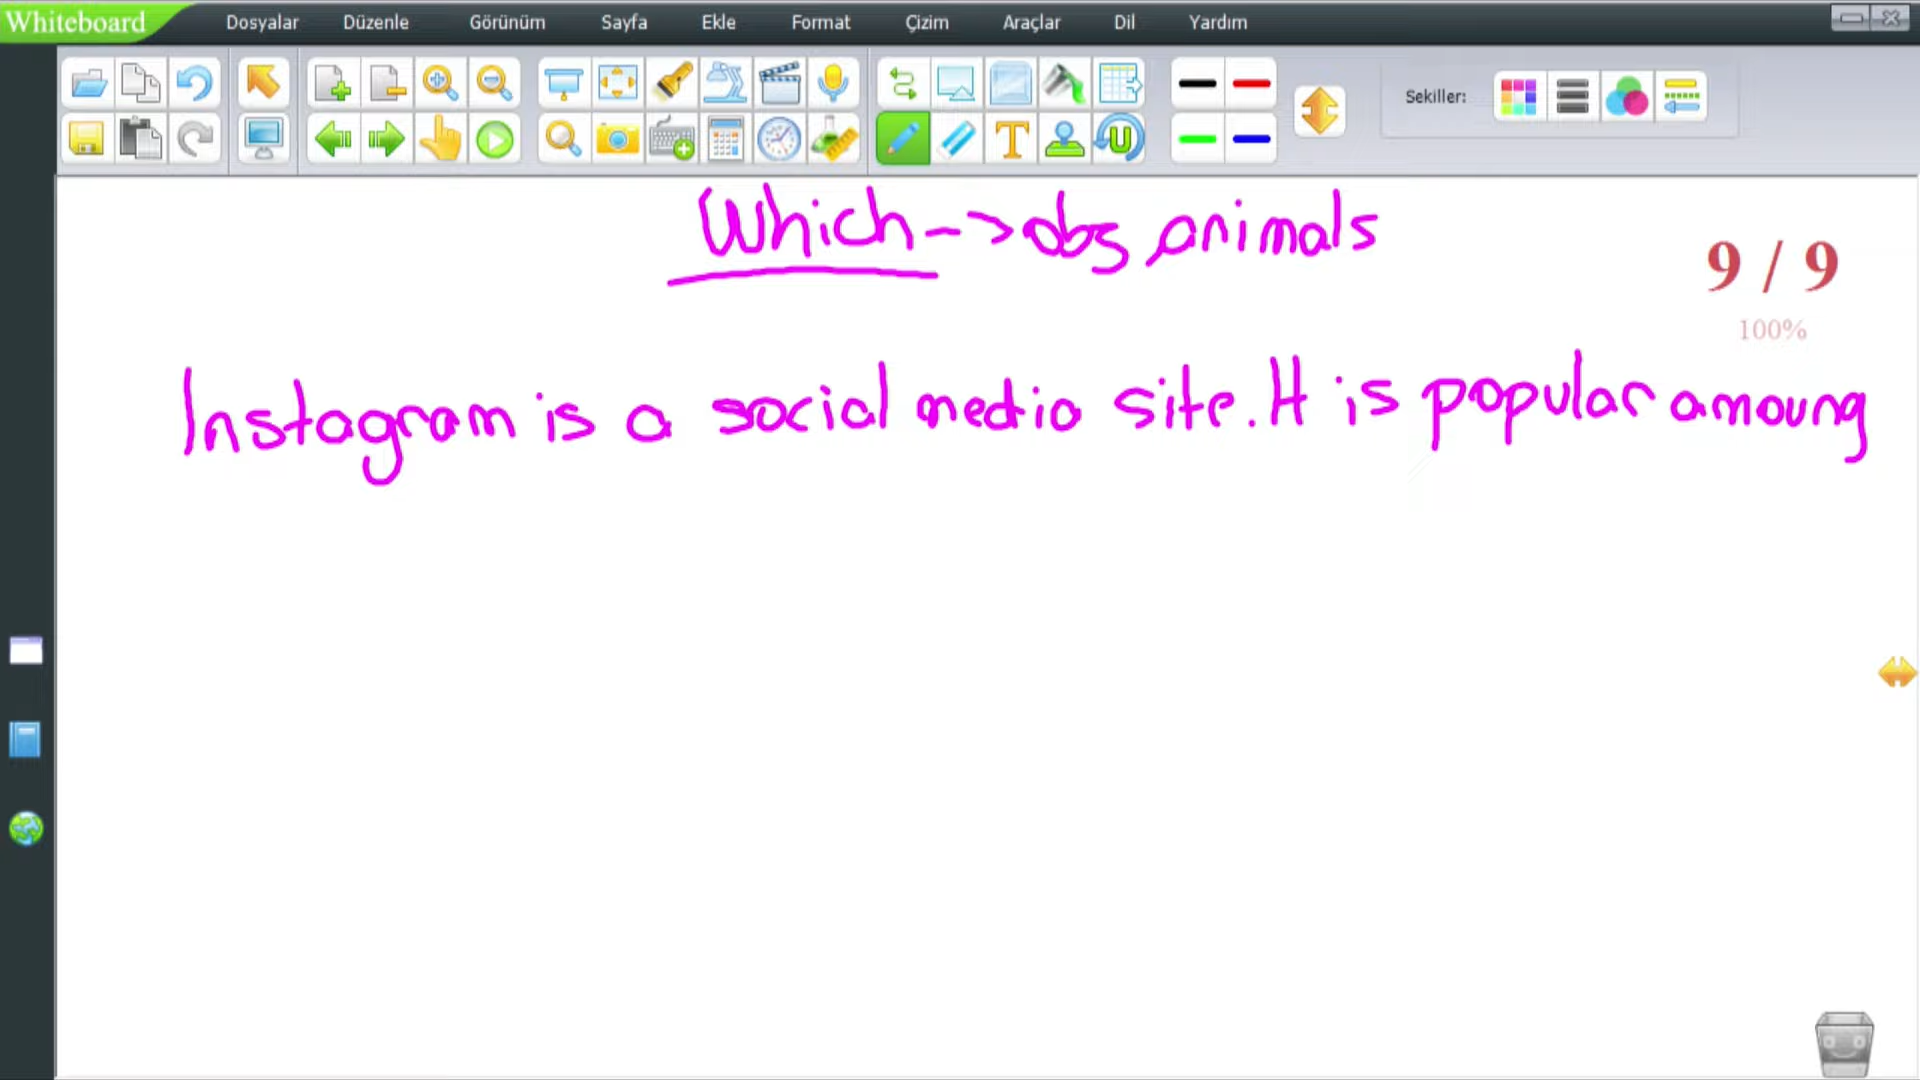 Whiteboard Dosyalar Düzenle Görünüm Sayfa Ekle Format Çizim Araçlar Dil Yardım
Sekiller:
Which --> obj, animals
9 / 9
100%
Instagram is a social media site. It is popular amoung